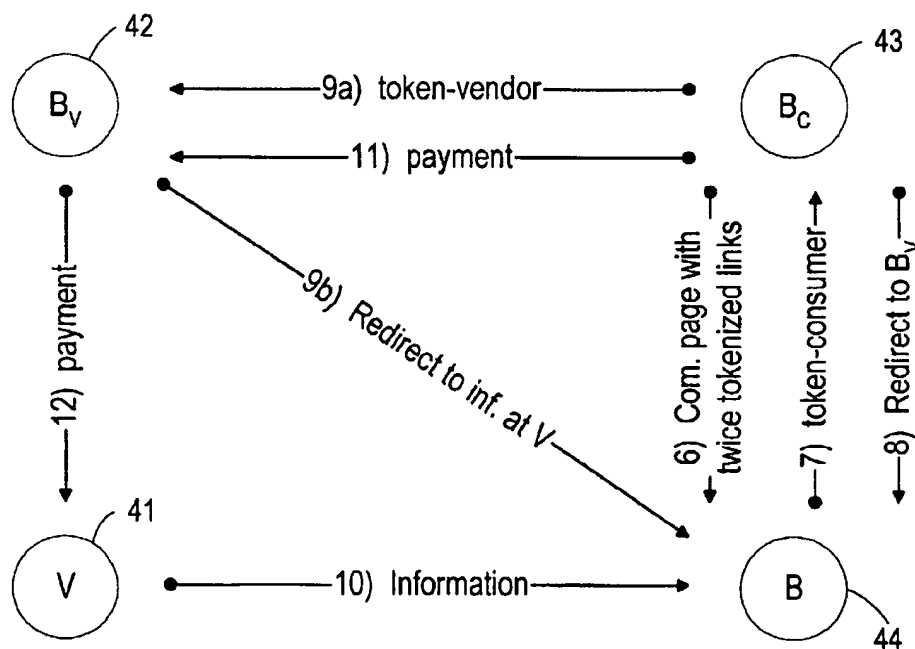 42
43
B_v
9a) token-vendor
B_c
11) payment
12) payment
9b) Redirect to inf. at V
6) Com. page with
twice tokenized links
7) token-consumer
8) Redirect to B_v
41
V
10) Information
B
44